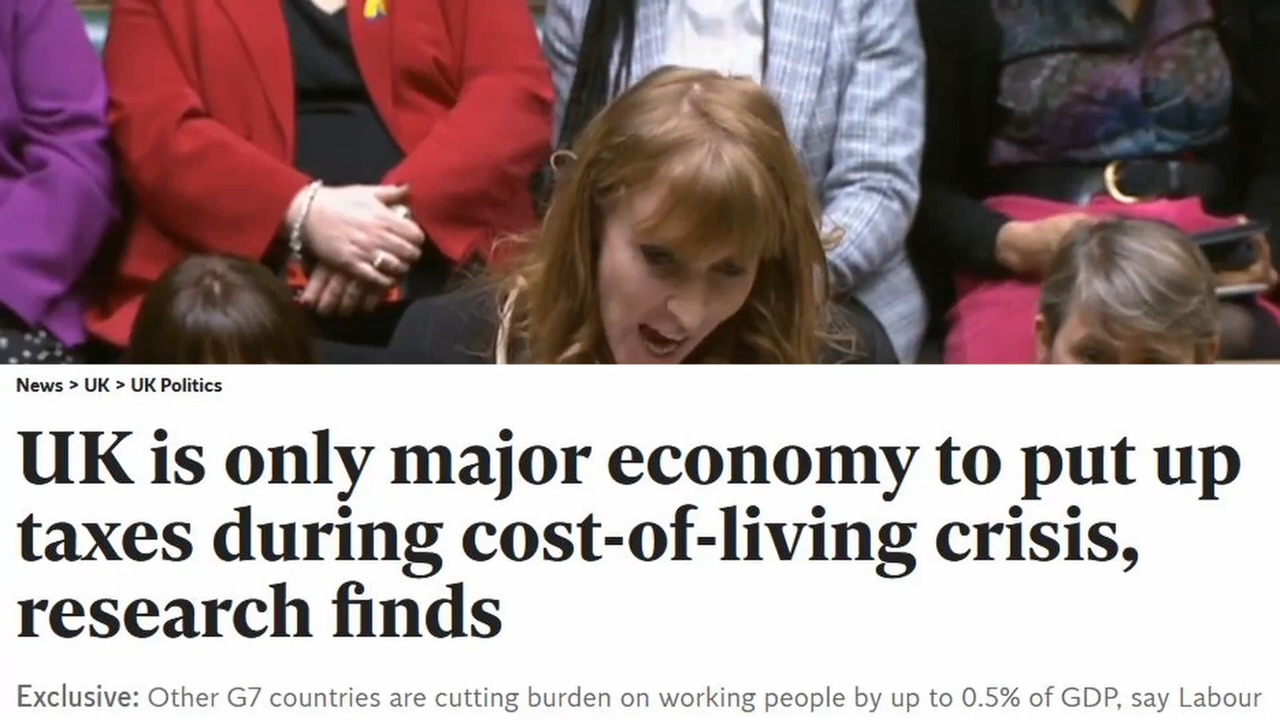 News > UK > UK Politics
UK is only major economy to put up
taxes during cost-of-living crisis,
research finds
Exclusive: Other G7 countries are cutting burden on working people by up to 0.5% of GDP, say Labour